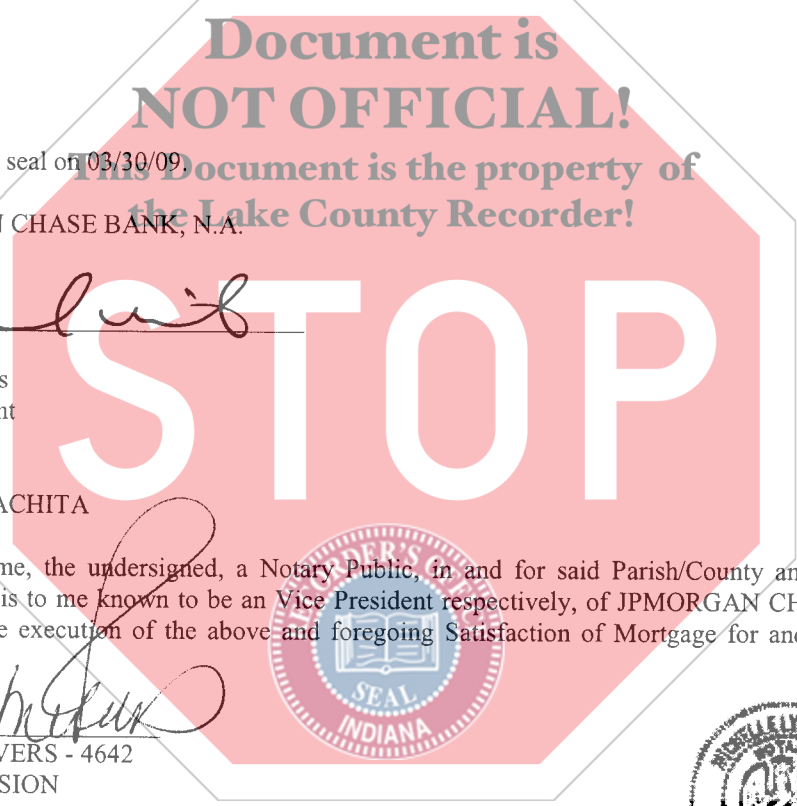 Document is
NOT OFFICIAL!
This Document is the property of
the Lake County Recorder!
seal on 03/30/09.
CHASE BANK, N.A.
STOP
ACHITA
me, the undersigned, a Notary Public, in and for said Parish/County
is to me known to be an Vice President respectively, of JPMORGAN CH
execution of the above and foregoing Satisfaction of Mortgage for
RECORDER'S OFFIC
SEAL
INDIANA
VERS - 4642
SION